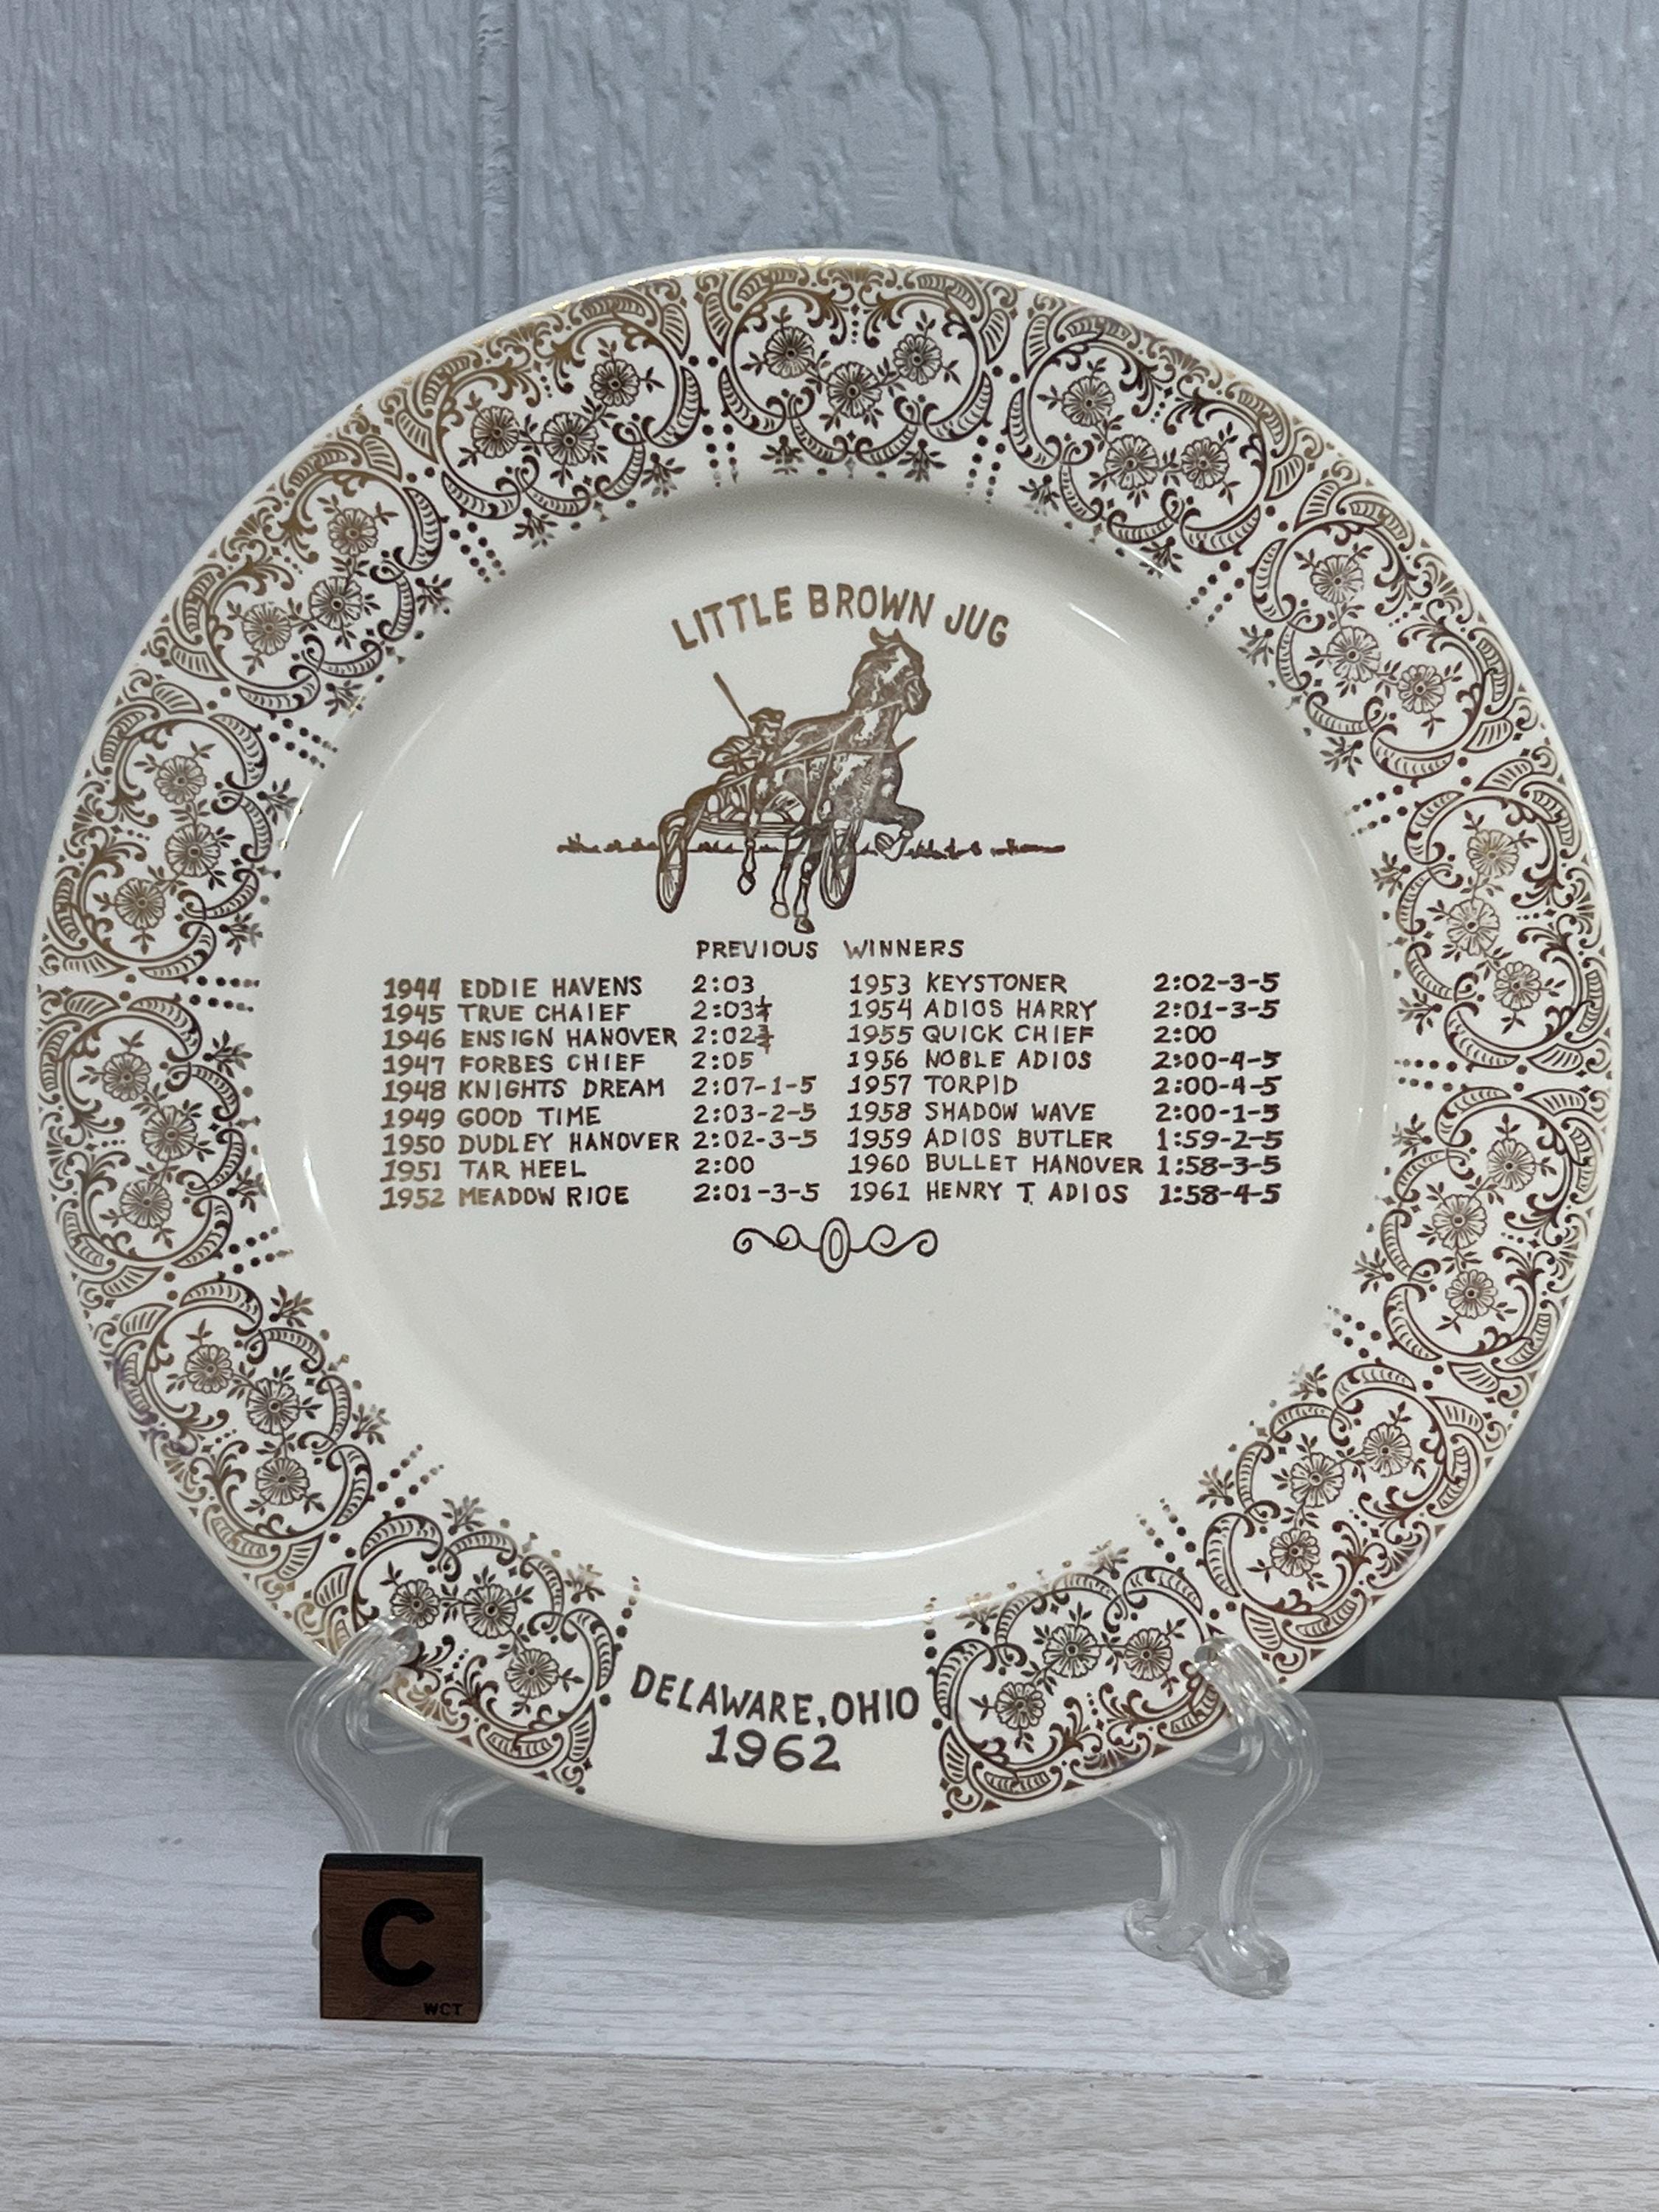 LITTLE BROWN JUG
PREVIOUS WINNERS
1944 EDDIE HAVENS 2:03
1945 TRUE CHAIEF 2:03¼
1946 ENSIGN HANOVER 2:02¾
1947 FORBES CHIEF 2:05
1948 KNIGHTS DREAM 2:07-1-5
1949 GOOD TIME 2:03-2-5
1950 DUDLEY HANOVER 2:02-3-5
1951 TAR HEEL 2:00
1952 MEADOW RICE 2:01-3-5
1953 KEYSTONER 2:02-3-5
1954 ADIOS HARRY 2:01-3-5
1955 QUICK CHIEF 2:00
1956 NOBLE ADIOS 2:00-4-5
1957 TORPID 2:00-4-5
1958 SHADOW WAVE 2:00-1-5
1959 ADIOS BUTLER 1:59-2-5
1960 BULLET HANOVER 1:58-3-5
1961 HENRY T. ADIOS 1:58-4-5
DELAWARE, OHIO
1962
C
WCT